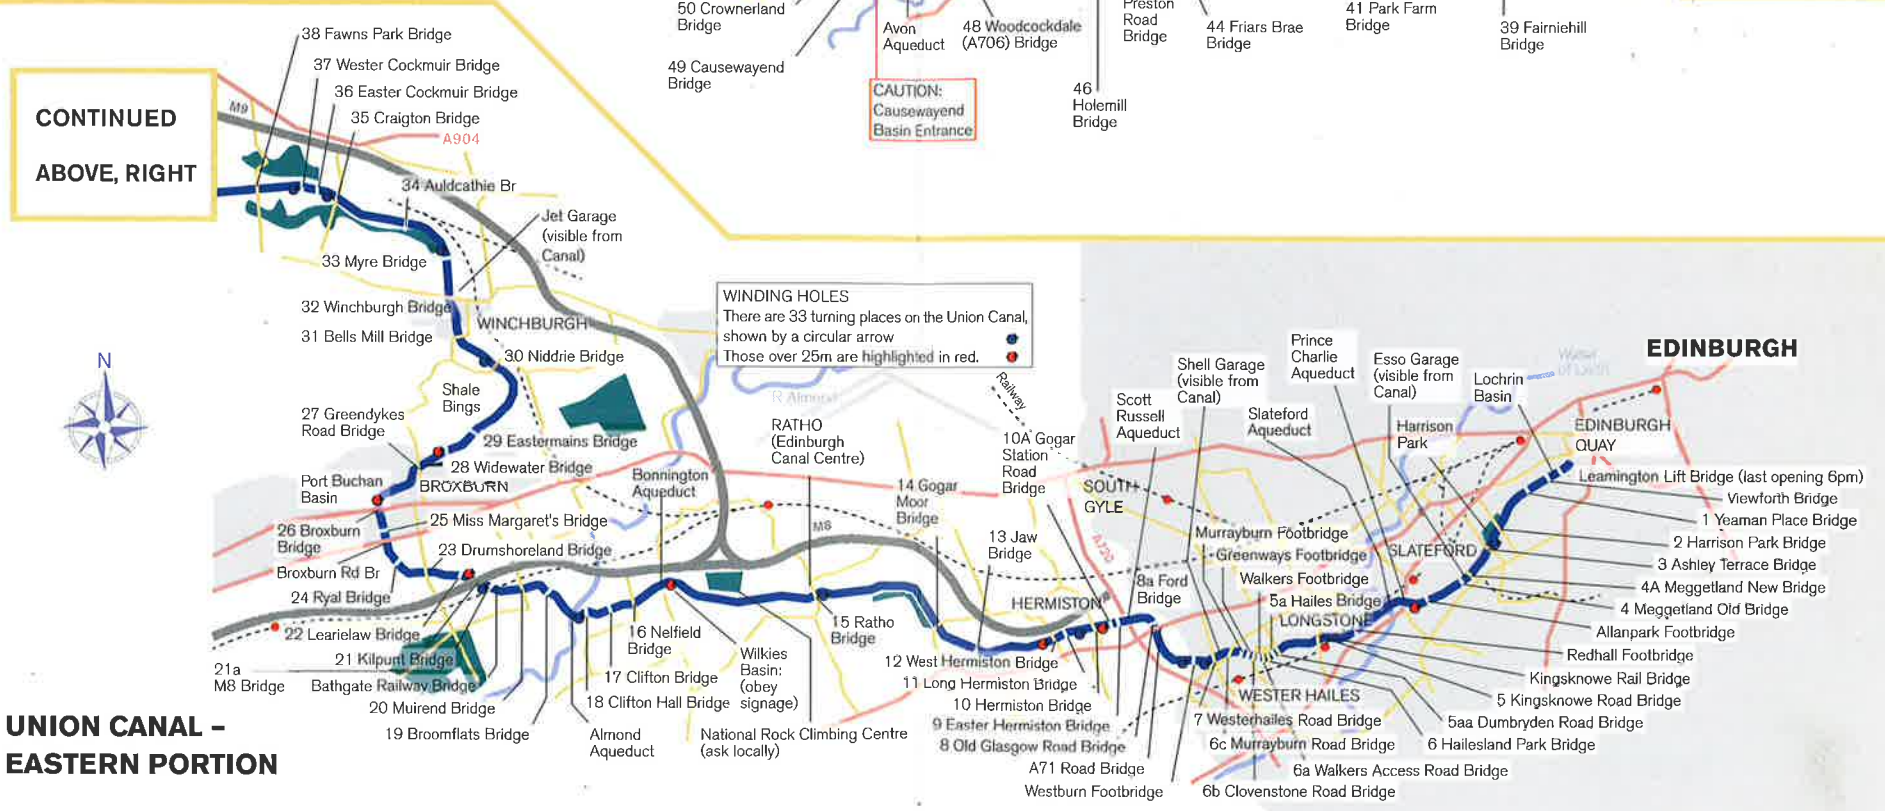 50 Crownerland
Bridge
49 Causewayend
Bridge
Avon
Aqueduct
48 Woodcockdale
(A706) Bridge
CAUTION:
Causewayend
Basin Entrance
46
Holemill
Bridge
Preston
Road
Bridge
44 Friars Brae
Bridge
41 Park Farm
Bridge
39 Fairniehill
Bridge
CONTINUED
ABOVE, RIGHT
38 Fawns Park Bridge
37 Wester Cockmuir Bridge
36 Easter Cockmuir Bridge
35 Craigton Bridge
M9
A904
34 Auldcathie Br
Jet Garage
(visible from
Canal)
33 Myre Bridge
32 Winchburgh Bridge
WINCHBURGH
31 Bells Mill Bridge
30 Niddrie Bridge
WINDING HOLES
There are 33 turning places on the Union Canal,
shown by a circular arrow
Those over 25m are highlighted in red.
N
Shale
Bings
27 Greendykes
Road Bridge
29 Eastermains Bridge
28 Widewater Bridge
BROXBURN
Port Buchan
Basin
26 Broxburn
Bridge
25 Miss Margaret's Bridge
23 Drumshoreland Bridge
Broxburn Rd Br
24 Ryal Bridge
22 Learielaw Bridge
21 Kilpunt Bridge
21a
M8 Bridge
Bathgate Railway Bridge
20 Muirend Bridge
19 Broomflats Bridge
R Almond
Railway
RATHO
(Edinburgh
Canal Centre)
Bonnington
Aqueduct
M8
14 Gogar
Moor
Bridge
13 Jaw
Bridge
10A Gogar
Station
Road
Bridge
16 Nelfield
Bridge
15 Ratho
Bridge
17 Clifton Bridge
18 Clifton Hall Bridge
Almond
Aqueduct
Wilkies
Basin:
(obey
signage)
National Rock Climbing Centre
(ask locally)
HERMISTON
12 West Hermiston Bridge
11 Long Hermiston Bridge
10 Hermiston Bridge
9 Easter Hermiston Bridge
8 Old Glasgow Road Bridge
A71 Road Bridge
Westburn Footbridge
SOUTH
GYLE
A720
8a Ford
Bridge
Scott
Russell
Aqueduct
Shell Garage
(visible from
Canal)
Slateford
Aqueduct
Prince
Charlie
Aqueduct
Esso Garage
(visible from
Canal)
Harrison
Park
Lochrin
Basin
Water
of Leith
EDINBURGH
EDINBURGH
QUAY
Leamington Lift Bridge (last opening 6pm)
Viewforth Bridge
1 Yeaman Place Bridge
2 Harrison Park Bridge
3 Ashley Terrace Bridge
4A Meggetland New Bridge
4 Meggetland Old Bridge
Allanpark Footbridge
Redhall Footbridge
Kingsknowe Rail Bridge
5 Kingsknowe Road Bridge
5aa Dumbryden Road Bridge
6 Hailesland Park Bridge
6a Walkers Access Road Bridge
6b Clovenstone Road Bridge
6c Murrayburn Road Bridge
7 Westerhailes Road Bridge
WESTER HAILES
Murrayburn Footbridge
Greenways Footbridge
SLATEFORD
Walkers Footbridge
5a Hailes Bridge
LONGSTONE
UNION CANAL –
EASTERN PORTION